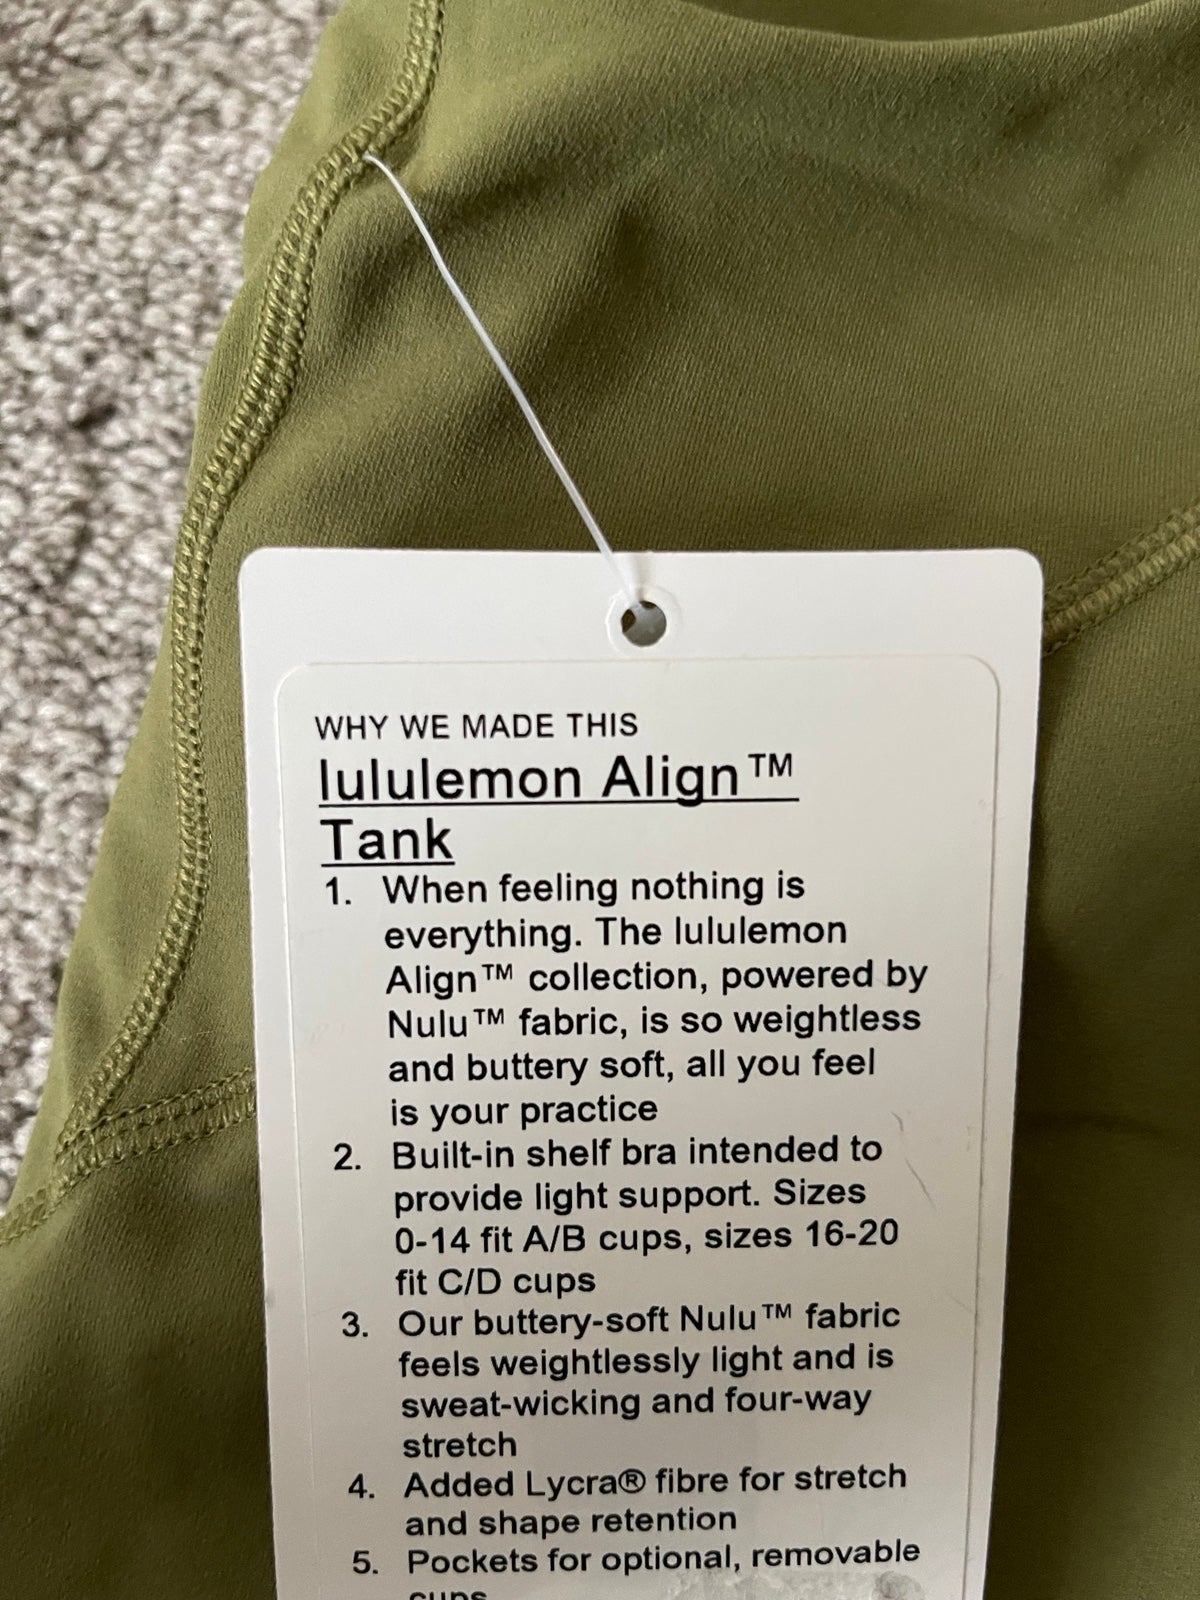 WHY WE MADE THIS
lululemon Align™
Tank
1. When feeling nothing is
everything. The lululemon
Align™ collection, powered by
Nulu™ fabric, is so weightless
and buttery soft, all you feel
is your practice
2. Built-in shelf bra intended to
provide light support. Sizes
0-14 fit A/B cups, sizes 16-20
fit C/D cups
3. Our buttery-soft Nulu™ fabric
feels weightlessly light and is
sweat-wicking and four-way
stretch
4. Added Lycra® fibre for stretch
and shape retention
5. Pockets for optional, removable
cups